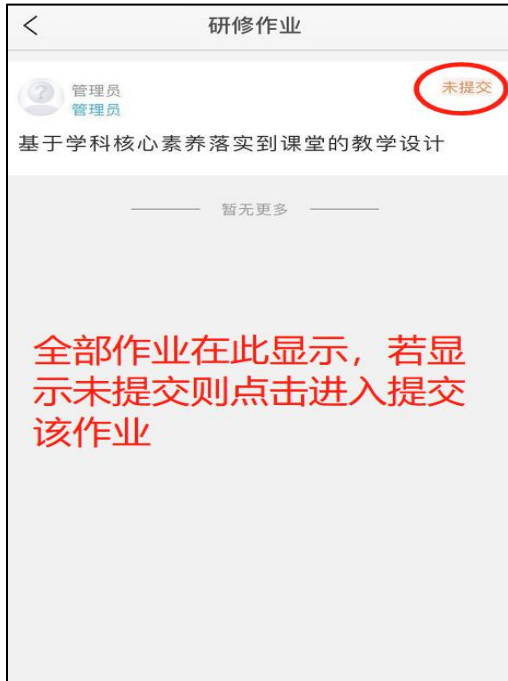 研修作业
管理员
未提交
管理员
基于学科核心素养落实到课堂的教学设计
暂无更多
全部作业在此显示，若显
示未提交则点击进入提交
该作业